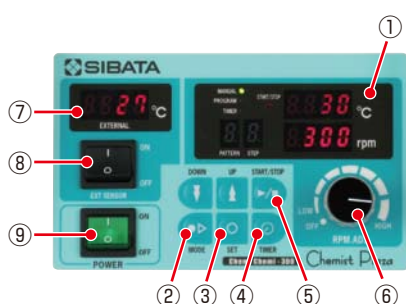 ①
SIBATA
MANUAL
PROGRAM
TIMER
START/STOP
30 °C
⑦
27 °C
EXTERNAL
300 rpm
PATTERN STEP
⑧
I ON
O OFF
EXT SENSOR
DOWN UP START/STOP
LOW HIGH
OFF
RPM.ADJ
⑨
I ON
O OFF
POWER
MODE SET TIMER
Chemi-300
Chemist Plaza
② ③ ④ ⑤ ⑥